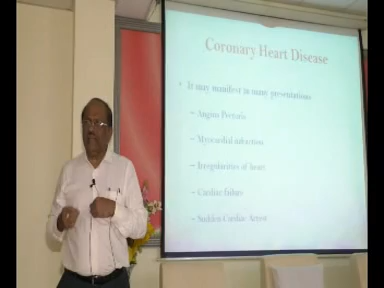 Coronary Heart Disease
• It may manifest in many presentations
– Angina Pectoris
– Myocardial infarction
– Irregularities of heart
– Cardiac failure
– Sudden Cardiac Arrest